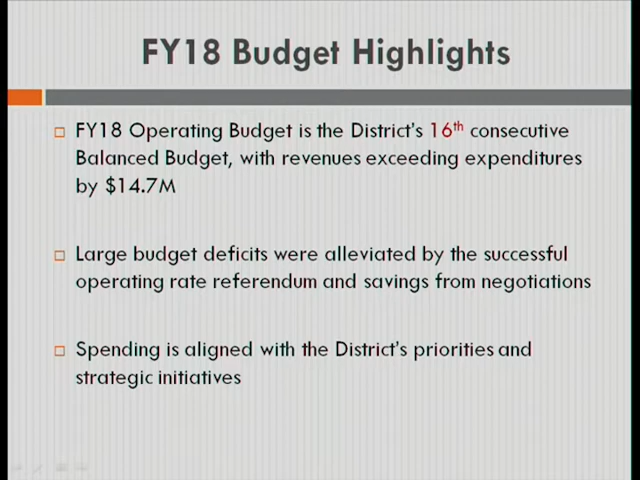 FY18 Budget Highlights
FY18 Operating Budget is the District's 16th consecutive
Balanced Budget, with revenues exceeding expenditures
by $14.7M
Large budget deficits were alleviated by the successful
operating rate referendum and savings from negotiations
Spending is aligned with the District's priorities and
strategic initiatives